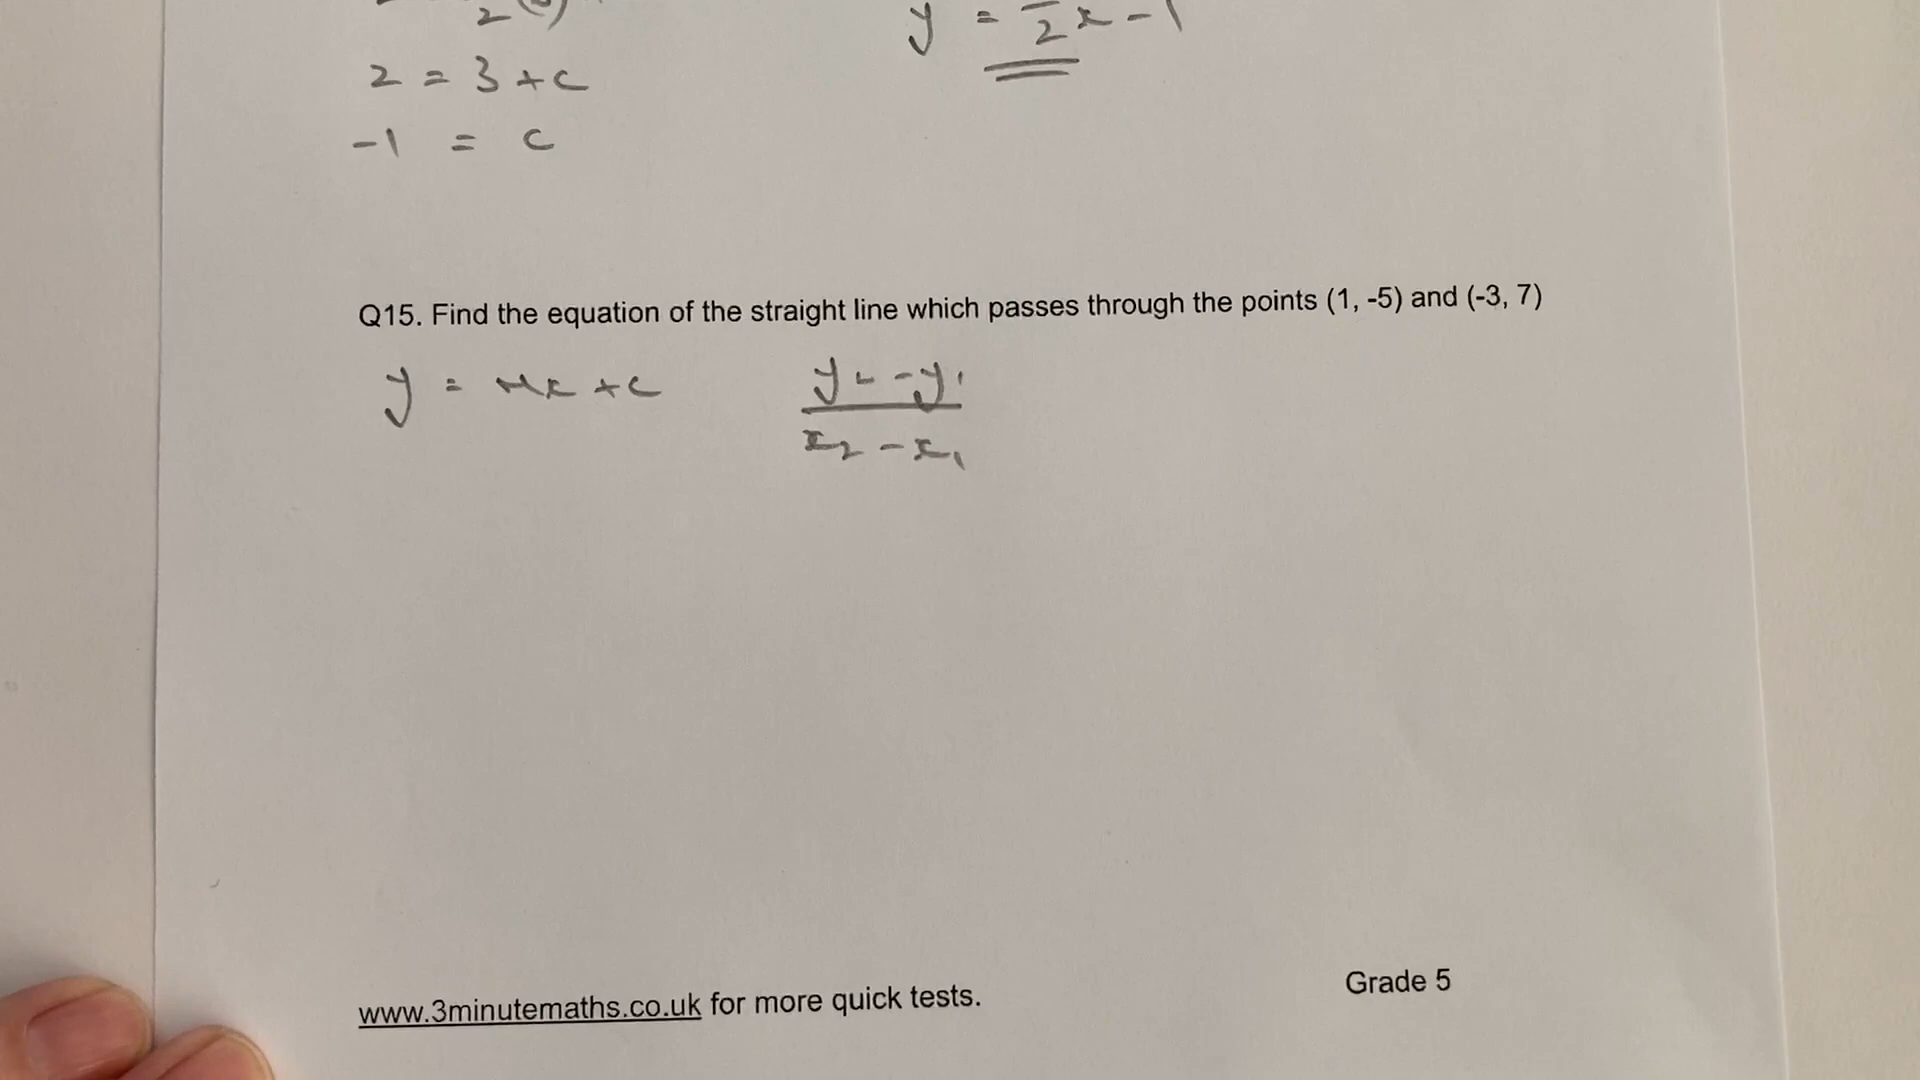 2
y = 2x - 1
2 = 3 + c
-1 = c
Q15. Find the equation of the straight line which passes through the points (1, -5) and (-3, 7)
y = mx + c
y2 - y1
x2 - x1
Grade 5
www.3minutemaths.co.uk for more quick tests.